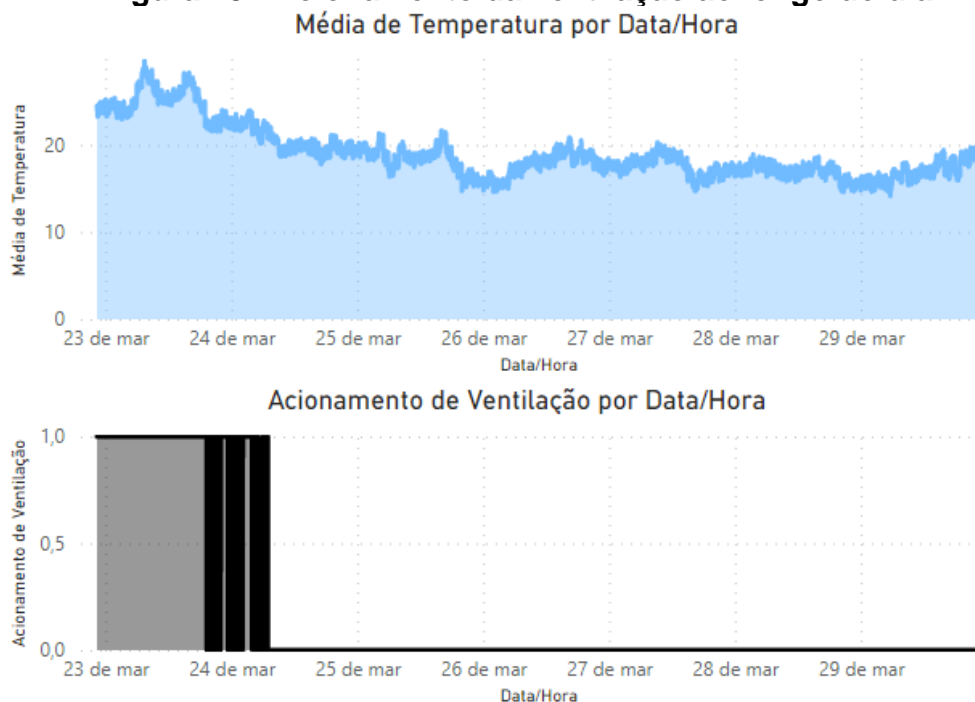 Média de Temperatura por Data/Hora
Média de Temperatura
20
10
0
23 de mar 24 de mar 25 de mar 26 de mar 27 de mar 28 de mar 29 de mar
Data/Hora
Acionamento de Ventilação por Data/Hora
Acionamento de Ventilação
1,0
0,5
0,0
23 de mar 24 de mar 25 de mar 26 de mar 27 de mar 28 de mar 29 de mar
Data/Hora